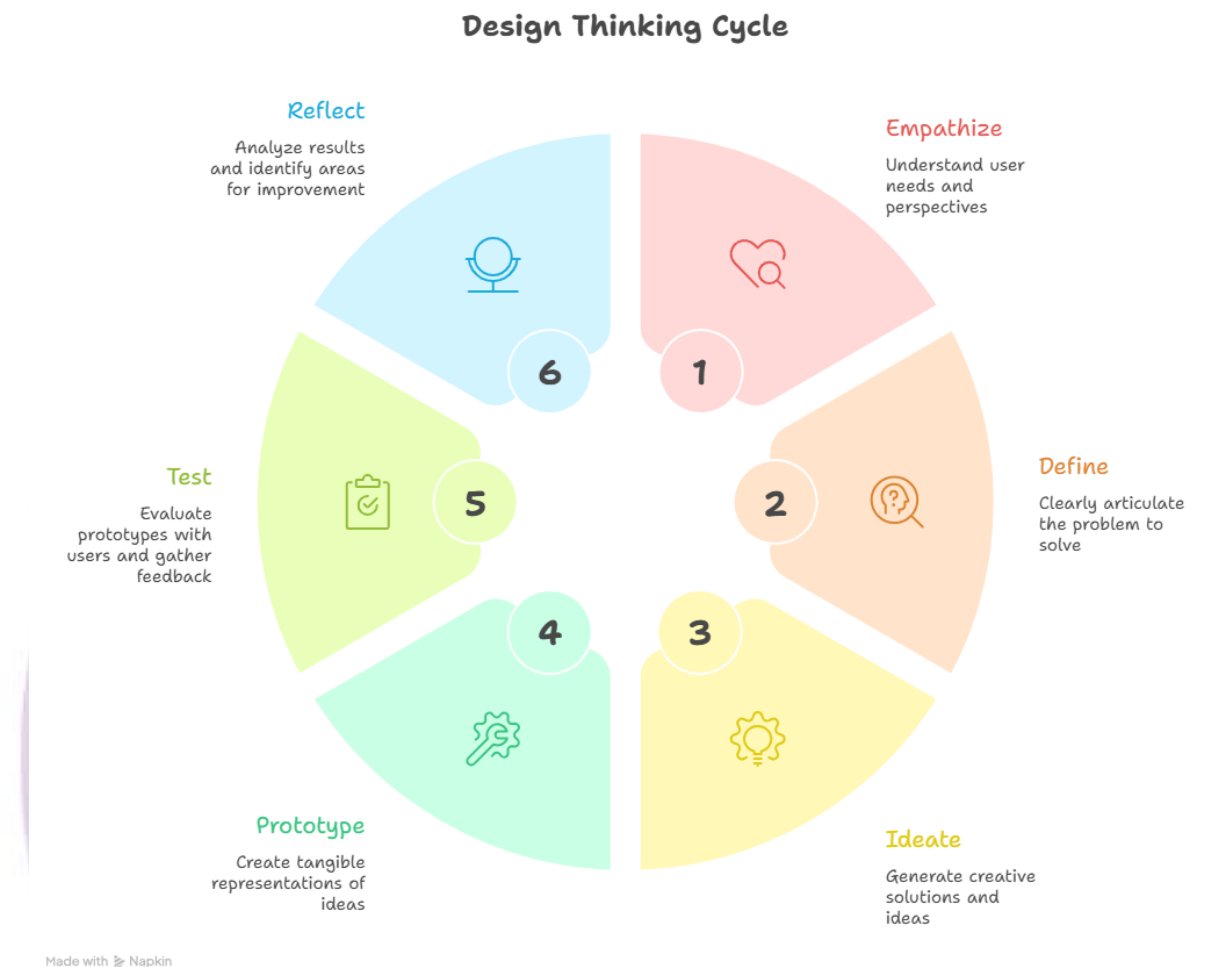 Design Thinking Cycle
Empathize
Understand user
needs and
perspectives
1
Define
Clearly articulate
the problem to
solve
2
?
Ideate
Generate creative
solutions and
ideas
3
Prototype
Create tangible
representations of
ideas
4
Test
Evaluate
prototypes with
users and gather
feedback
5
Reflect
Analyze results
and identify areas
for improvement
6
Made with Napkin